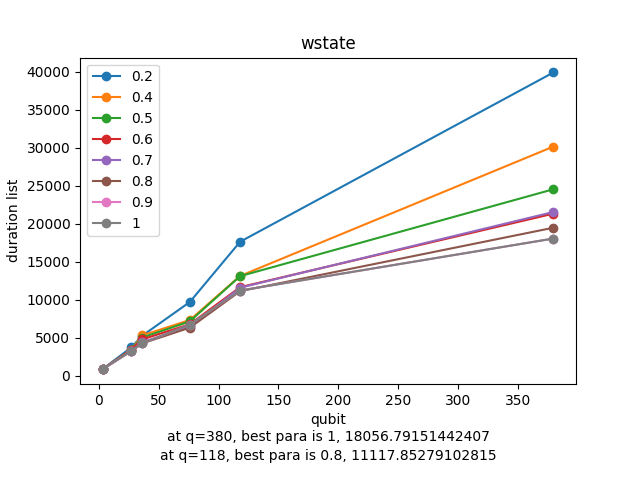 wstate
40000
35000
30000
25000
20000
15000
10000
5000
0
duration list
0.2
0.4
0.5
0.6
0.7
0.8
0.9
1
0 50 100 150 200 250 300 350
qubit
at q=380, best para is 1, 18056.79151442407
at q=118, best para is 0.8, 11117.85279102815